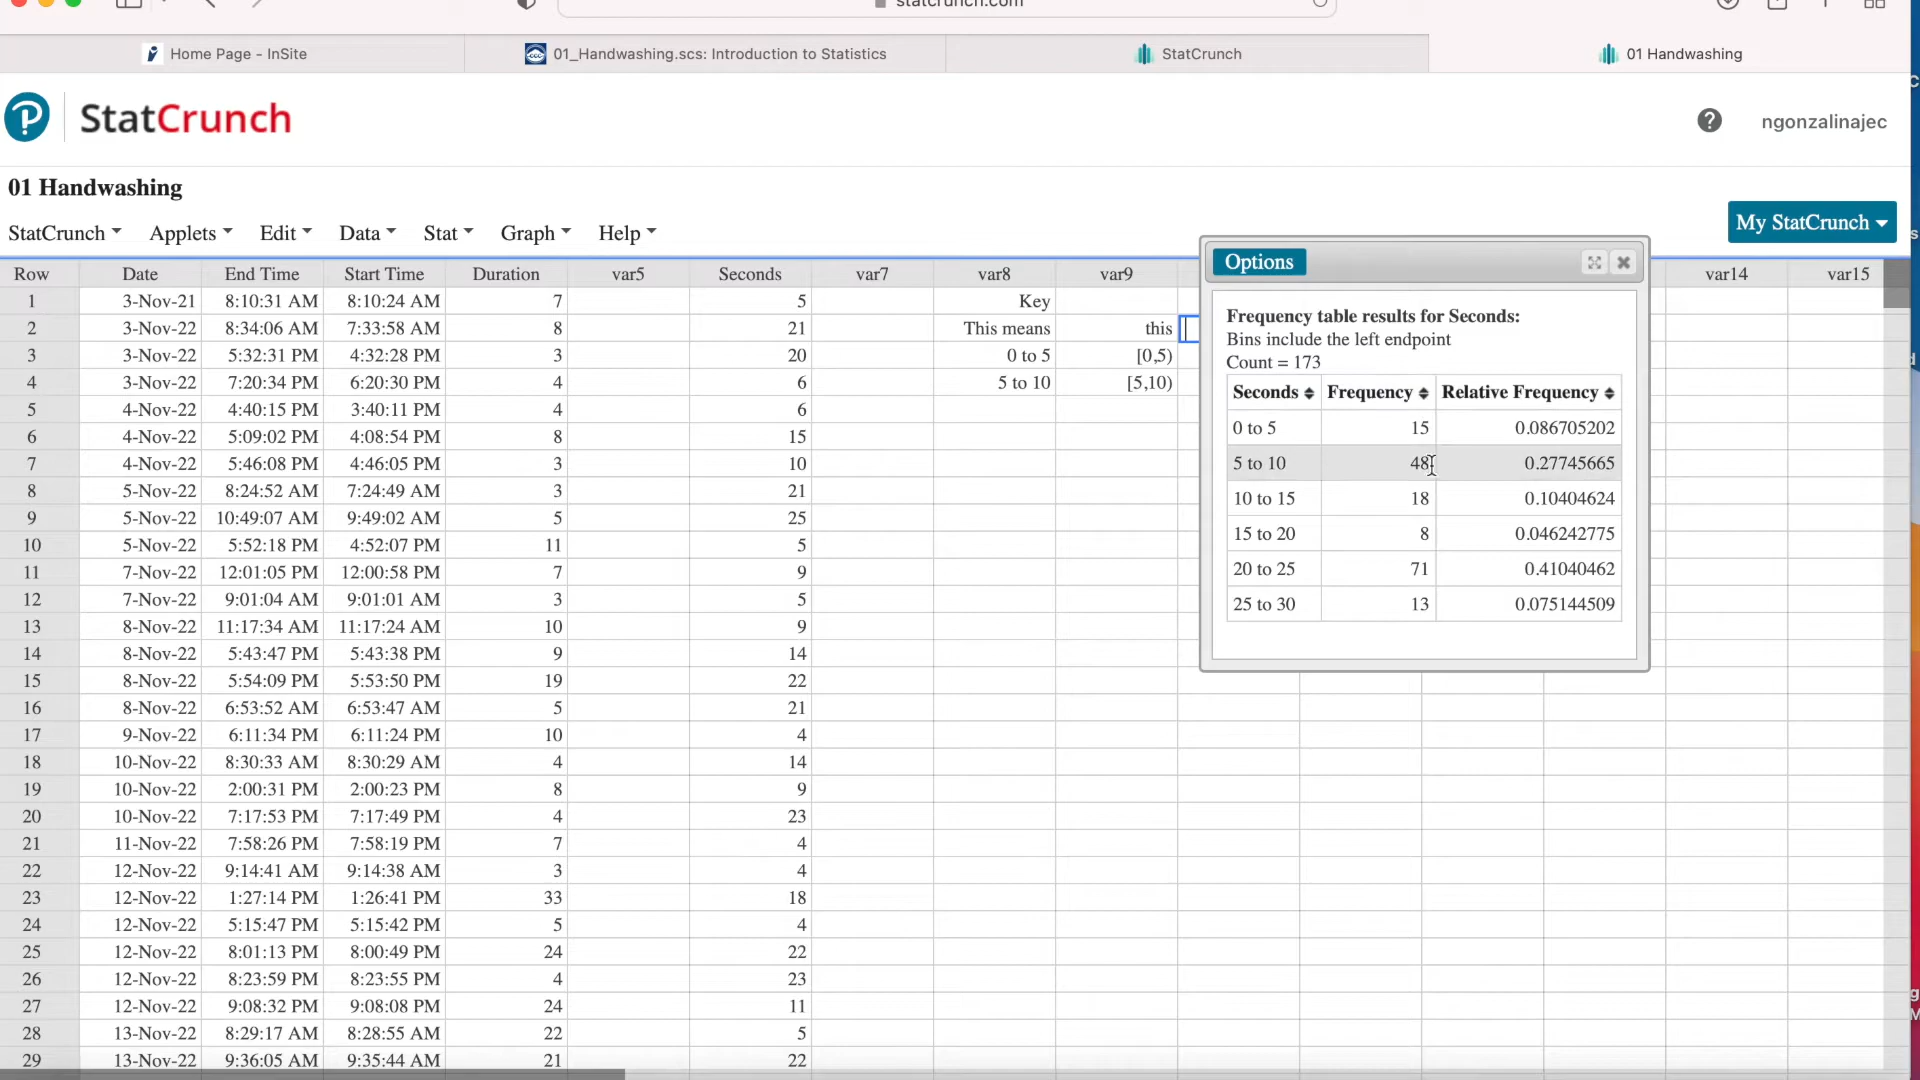 statcrunch.com
Home Page - InSite
01_Handwashing.scs: Introduction to Statistics
StatCrunch
01 Handwashing
StatCrunch
? ngonzalinajec
01 Handwashing
My StatCrunch
StatCrunch Applets Edit Data Stat Graph Help
Row Date End Time Start Time Duration var5 Seconds var7 var8 var9 var14 var15
1 3-Nov-21 8:10:31 AM 8:10:24 AM 7 5 Key
2 3-Nov-22 8:34:06 AM 7:33:58 AM 8 21 This means this
3 3-Nov-22 5:32:31 PM 4:32:28 PM 3 20 0 to 5 [0,5)
4 3-Nov-22 7:20:34 PM 6:20:30 PM 4 6 5 to 10 [5,10)
5 4-Nov-22 4:40:15 PM 3:40:11 PM 4 6
6 4-Nov-22 5:09:02 PM 4:08:54 PM 8 15
7 4-Nov-22 5:46:08 PM 4:46:05 PM 3 10
8 5-Nov-22 8:24:52 AM 7:24:49 AM 3 21
9 5-Nov-22 10:49:07 AM 9:49:02 AM 5 25
10 5-Nov-22 5:52:18 PM 4:52:07 PM 11 5
11 7-Nov-22 12:01:05 PM 12:00:58 PM 7 9
12 7-Nov-22 9:01:04 AM 9:01:01 AM 3 5
13 8-Nov-22 11:17:34 AM 11:17:24 AM 10 9
14 8-Nov-22 5:43:47 PM 5:43:38 PM 9 14
15 8-Nov-22 5:54:09 PM 5:53:50 PM 19 22
16 8-Nov-22 6:53:52 AM 6:53:47 AM 5 21
17 9-Nov-22 6:11:34 PM 6:11:24 PM 10 4
18 10-Nov-22 8:30:33 AM 8:30:29 AM 4 14
19 10-Nov-22 2:00:31 PM 2:00:23 PM 8 9
20 10-Nov-22 7:17:53 PM 7:17:49 PM 4 23
21 11-Nov-22 7:58:26 PM 7:58:19 PM 7 4
22 12-Nov-22 9:14:41 AM 9:14:38 AM 3 4
23 12-Nov-22 1:27:14 PM 1:26:41 PM 33 18
24 12-Nov-22 5:15:47 PM 5:15:42 PM 5 4
25 12-Nov-22 8:01:13 PM 8:00:49 PM 24 22
26 12-Nov-22 8:23:59 PM 8:23:55 PM 4 23
27 12-Nov-22 9:08:32 PM 9:08:08 PM 24 11
28 13-Nov-22 8:29:17 AM 8:28:55 AM 22 5
29 13-Nov-22 9:36:05 AM 9:35:44 AM 21 22
Options
Frequency table results for Seconds:
Bins include the left endpoint
Count = 173
Seconds Frequency Relative Frequency
0 to 5 15 0.086705202
5 to 10 48 0.27745665
10 to 15 18 0.10404624
15 to 20 8 0.046242775
20 to 25 71 0.41040462
25 to 30 13 0.075144509